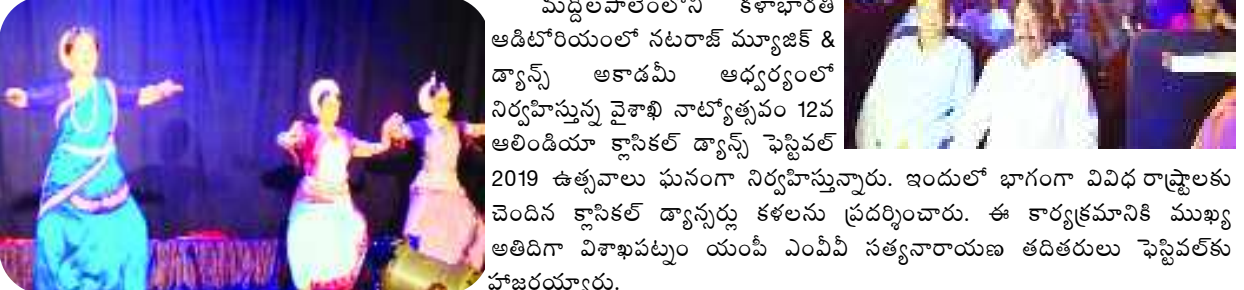 మద్దిలపాలెంలోని కళాభారతి
ఆడిటోరియంలో నటరాజ్ మ్యూజిక్ &
డ్యాన్స్ అకాడమీ ఆధ్వర్యంలో
నిర్వహిస్తున్న వైశాఖి నాట్యోత్సవం 12వ
ఆలిండియా క్లాసికల్ డ్యాన్స్ ఫెస్టివల్
2019 ఉత్సవాలు ఘనంగా నిర్వహిస్తున్నారు. ఇందులో భాగంగా వివిధ రాష్ట్రాలకు
చెందిన క్లాసికల్ డ్యాన్సర్లు కళలను ప్రదర్శించారు. ఈ కార్యక్రమానికి ముఖ్య
అతిదిగా విశాఖపట్నం యంపీ ఎంవీవీ సత్యనారాయణ తదితరులు ఫెస్టివల్‌కు
హాజరయ్యారు.